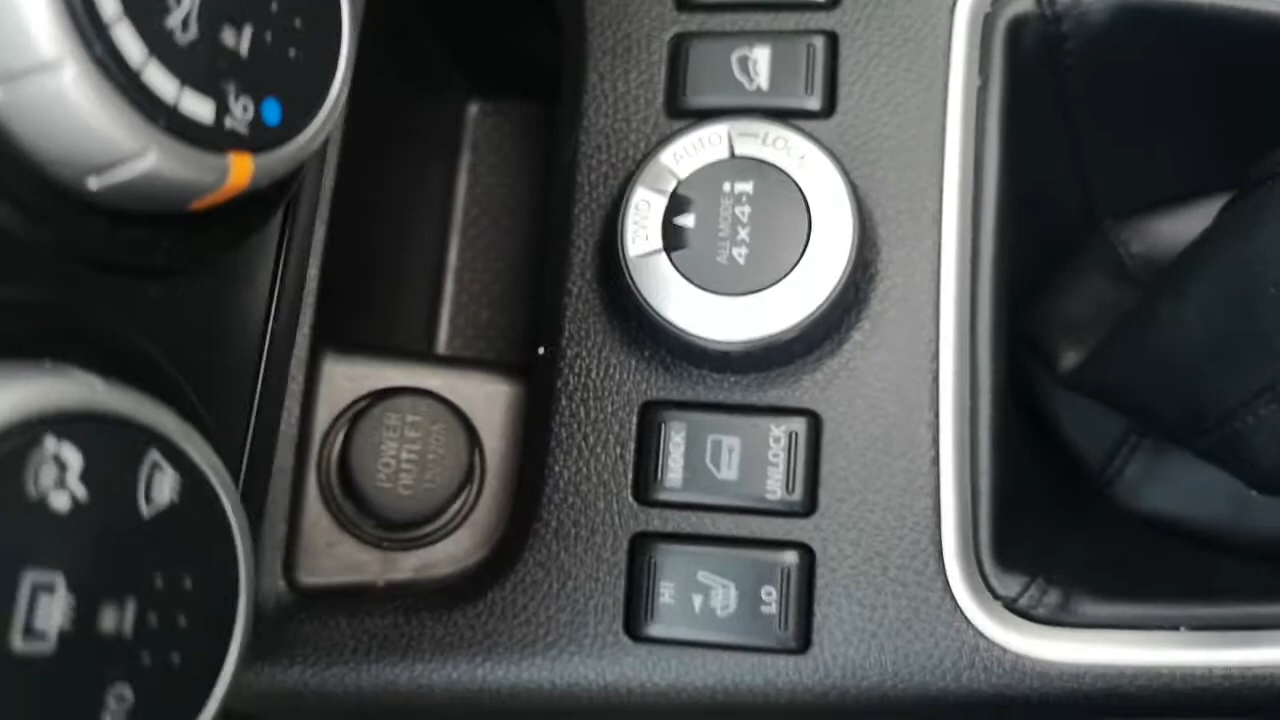 16
AUTO
LOCK
2WD
ALL MODE
4x4-i
POWER
OUTLET
LOCK
UNLOCK
HI
LO